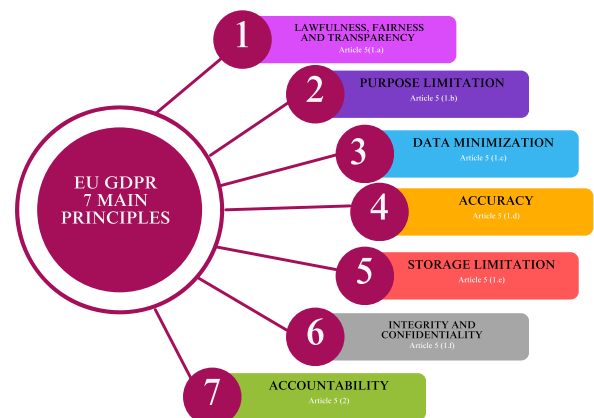 EU GDPR
7 MAIN
PRINCIPLES
1
LAWFULNESS, FAIRNESS
AND TRANSPARENCY
Article 5(1.a)
2
PURPOSE LIMITATION
Article 5 (1.b)
3
DATA MINIMIZATION
Article 5 (1.c)
4
ACCURACY
Article 5 (1.d)
5
STORAGE LIMITATION
Article 5 (1.e)
6
INTEGRITY AND
CONFIDENTIALITY
Article 5 (1.f)
7
ACCOUNTABILITY
Article 5 (2)